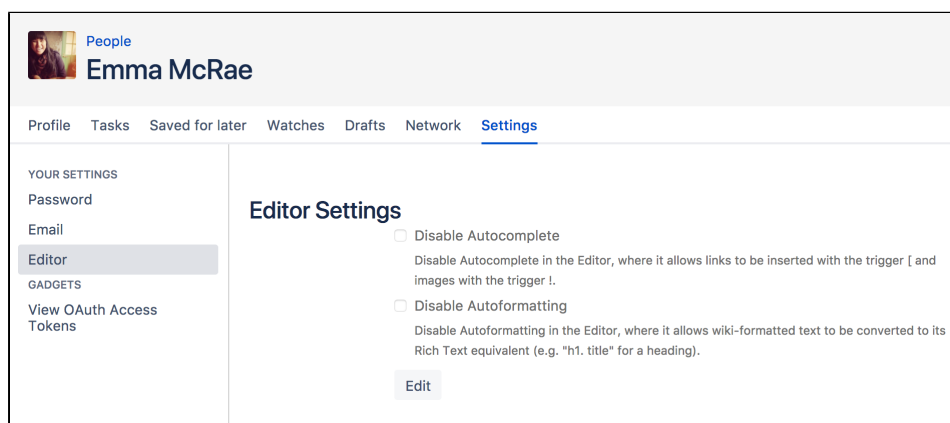 People
Emma McRae
Profile Tasks Saved for later Watches Drafts Network Settings
YOUR SETTINGS
Password
Email
Editor
GADGETS
View OAuth Access
Tokens
Editor Settings
Disable Autocomplete
Disable Autocomplete in the Editor, where it allows links to be inserted with the trigger [ and
images with the trigger !.
Disable Autoformatting
Disable Autoformatting in the Editor, where it allows wiki-formatted text to be converted to its
Rich Text equivalent (e.g. "h1. title" for a heading).
Edit